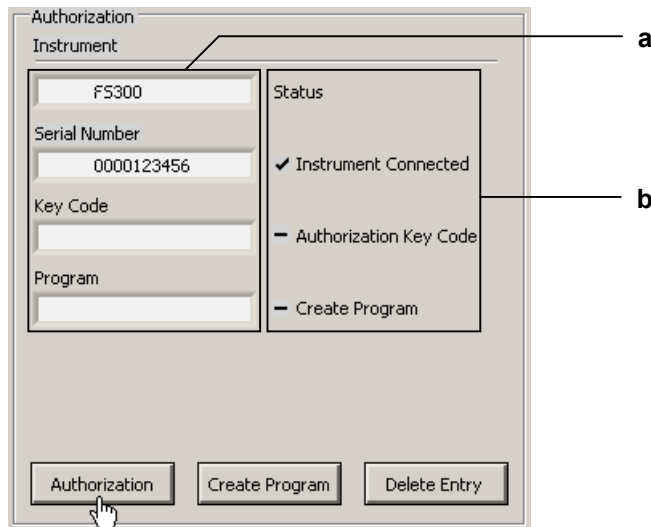 Authorization
Instrument
a
FS300
Status
Serial Number
0000123456
✓ Instrument Connected
b
Key Code
– Authorization Key Code
Program
– Create Program
Authorization
Create Program
Delete Entry